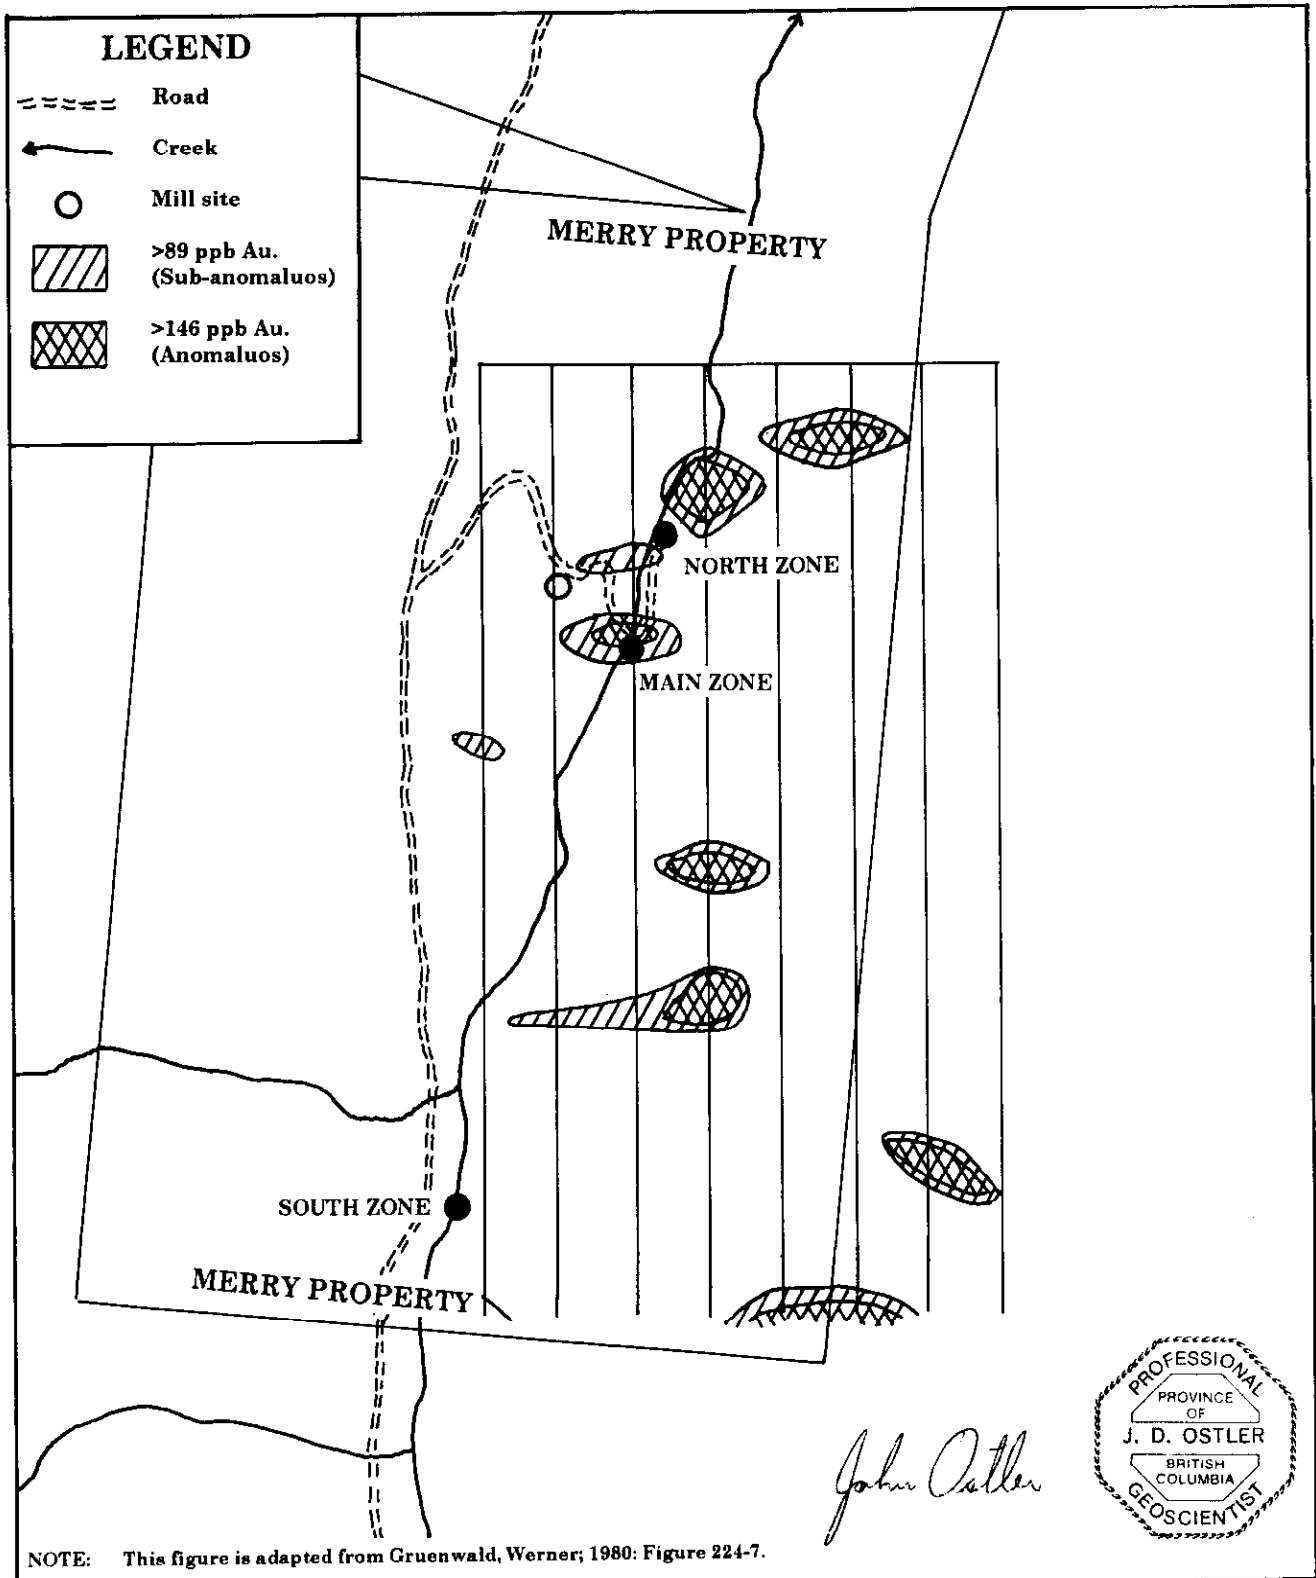 LEGEND
Road
Creek
Mill site
>89 ppb Au.
(Sub-anomaluos)
>146 ppb Au.
(Anomaluos)
MERRY PROPERTY
NORTH ZONE
MAIN ZONE
SOUTH ZONE
MERRY PROPERTY
John Ostler
PROFESSIONAL
PROVINCE
OF
J. D. OSTLER
BRITISH
COLUMBIA
GEOSCIENTIST
NOTE: This figure is adapted from Gruenwald, Werner; 1980: Figure 224-7.